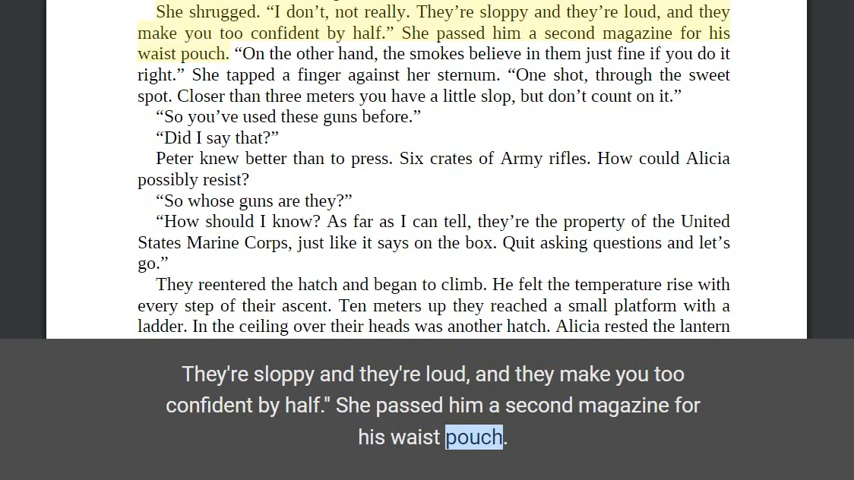 She shrugged. “I don’t, not really. They’re sloppy and they’re loud, and they
make you too confident by half.” She passed him a second magazine for his
waist pouch. “On the other hand, the smokes believe in them just fine if you do it
right.” She tapped a finger against her sternum. “One shot, through the sweet
spot. Closer than three meters you have a little slop, but don’t count on it.”
“So you’ve used these guns before.”
“Did I say that?”
Peter knew better than to press. Six crates of Army rifles. How could Alicia
possibly resist?
“So whose guns are they?”
“How should I know? As far as I can tell, they’re the property of the United
States Marine Corps, just like it says on the box. Quit asking questions and let’s
go.”
They reentered the hatch and began to climb. He felt the temperature rise with
every step of their ascent. Ten meters up they reached a small platform with a
ladder. In the ceiling over their heads was another hatch. Alicia rested the lantern
They're sloppy and they're loud, and they make you too
confident by half." She passed him a second magazine for
his waist pouch.